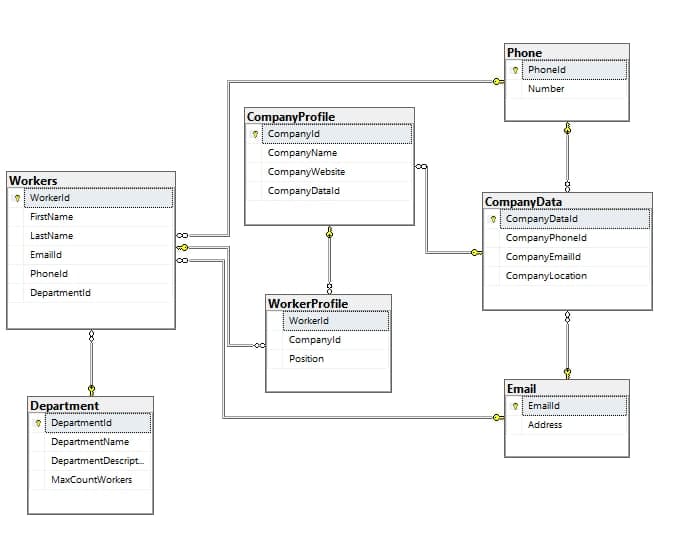 Phone
PhoneId
Number
CompanyProfile
CompanyId
CompanyName
CompanyWebsite
CompanyDataId
Workers
WorkerId
FirstName
LastName
EmailId
PhoneId
DepartmentId
CompanyData
CompanyDataId
CompanyPhoneId
CompanyEmailId
CompanyLocation
WorkerProfile
WorkerId
CompanyId
Position
Department
DepartmentId
DepartmentName
DepartmentDescript...
MaxCountWorkers
Email
EmailId
Address